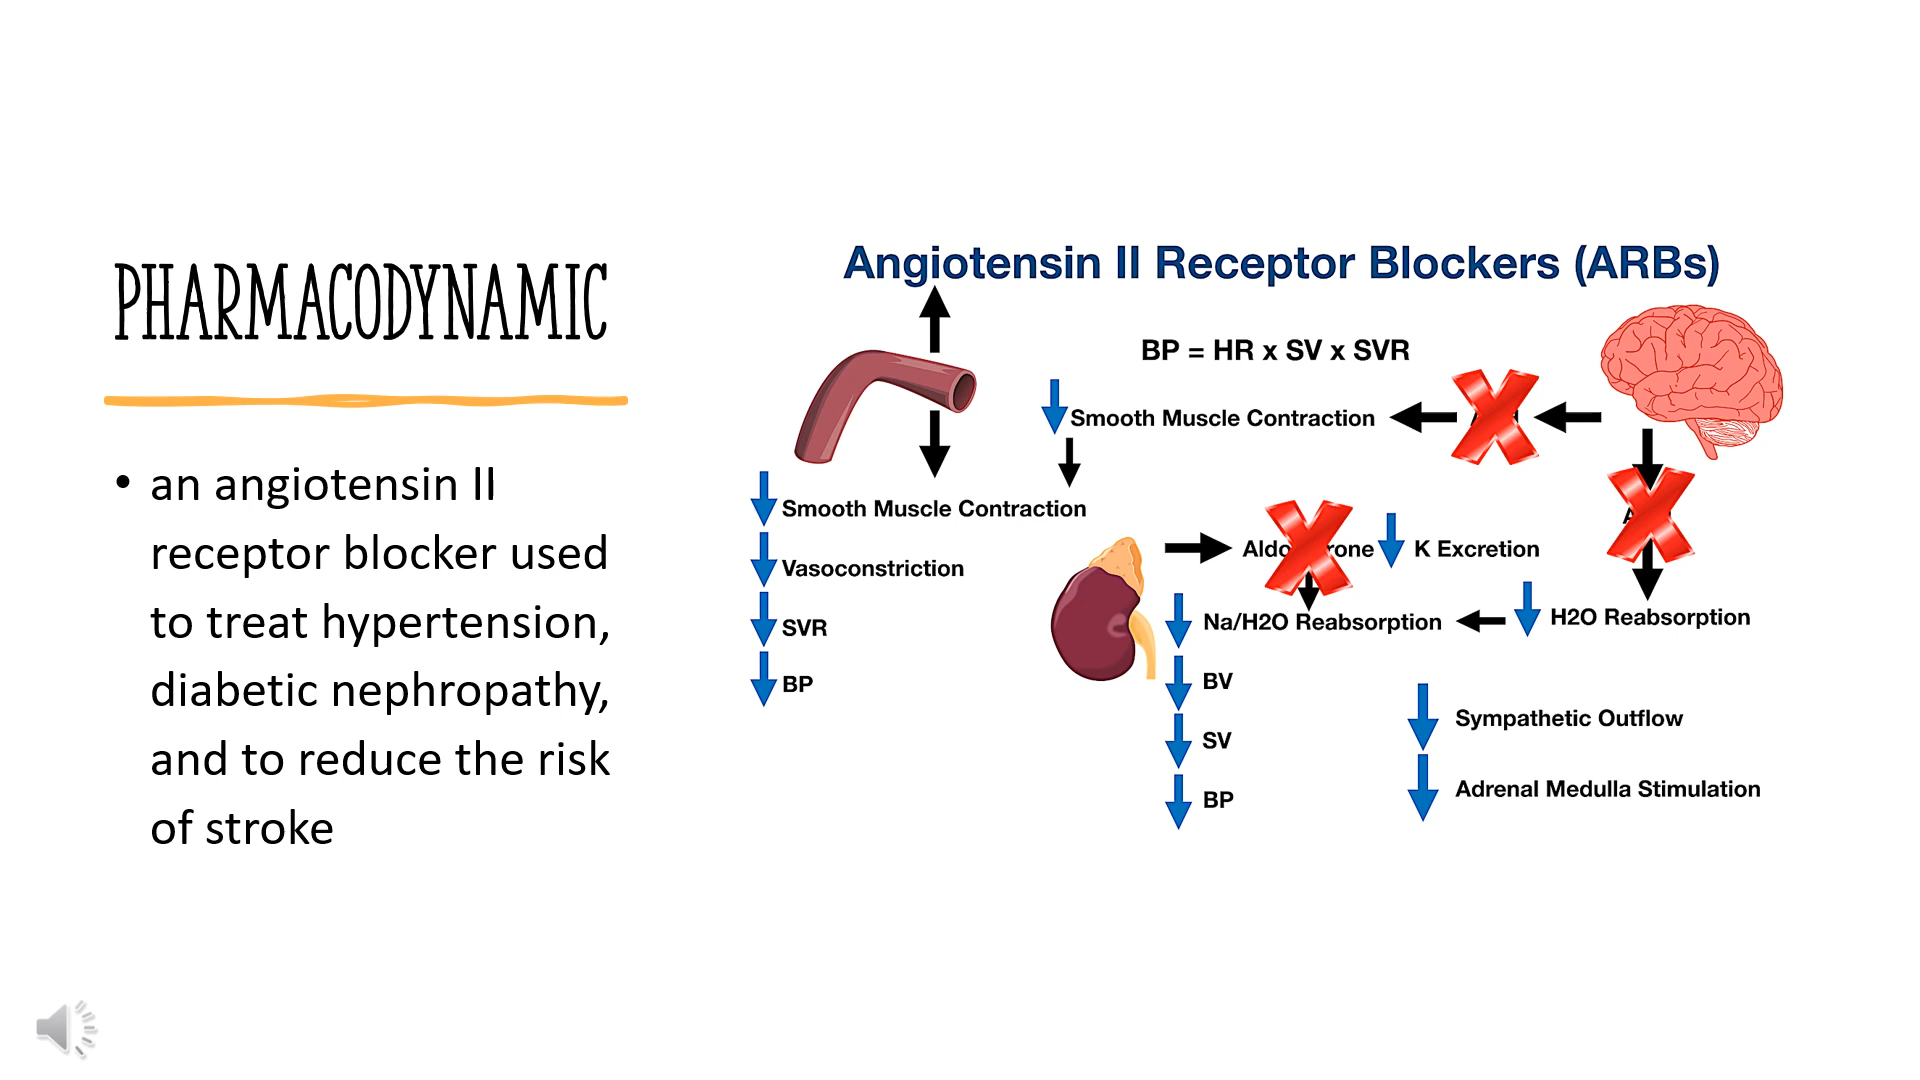 PHARMACODYNAMIC
• an angiotensin II
receptor blocker used
to treat hypertension,
diabetic nephropathy,
and to reduce the risk
of stroke
Angiotensin II Receptor Blockers (ARBs)
BP = HR x SV x SVR
Smooth Muscle Contraction
Smooth Muscle Contraction
Vasoconstriction
SVR
BP
K Excretion
Na/H2O Reabsorption
H2O Reabsorption
BV
SV
BP
Sympathetic Outflow
Adrenal Medulla Stimulation